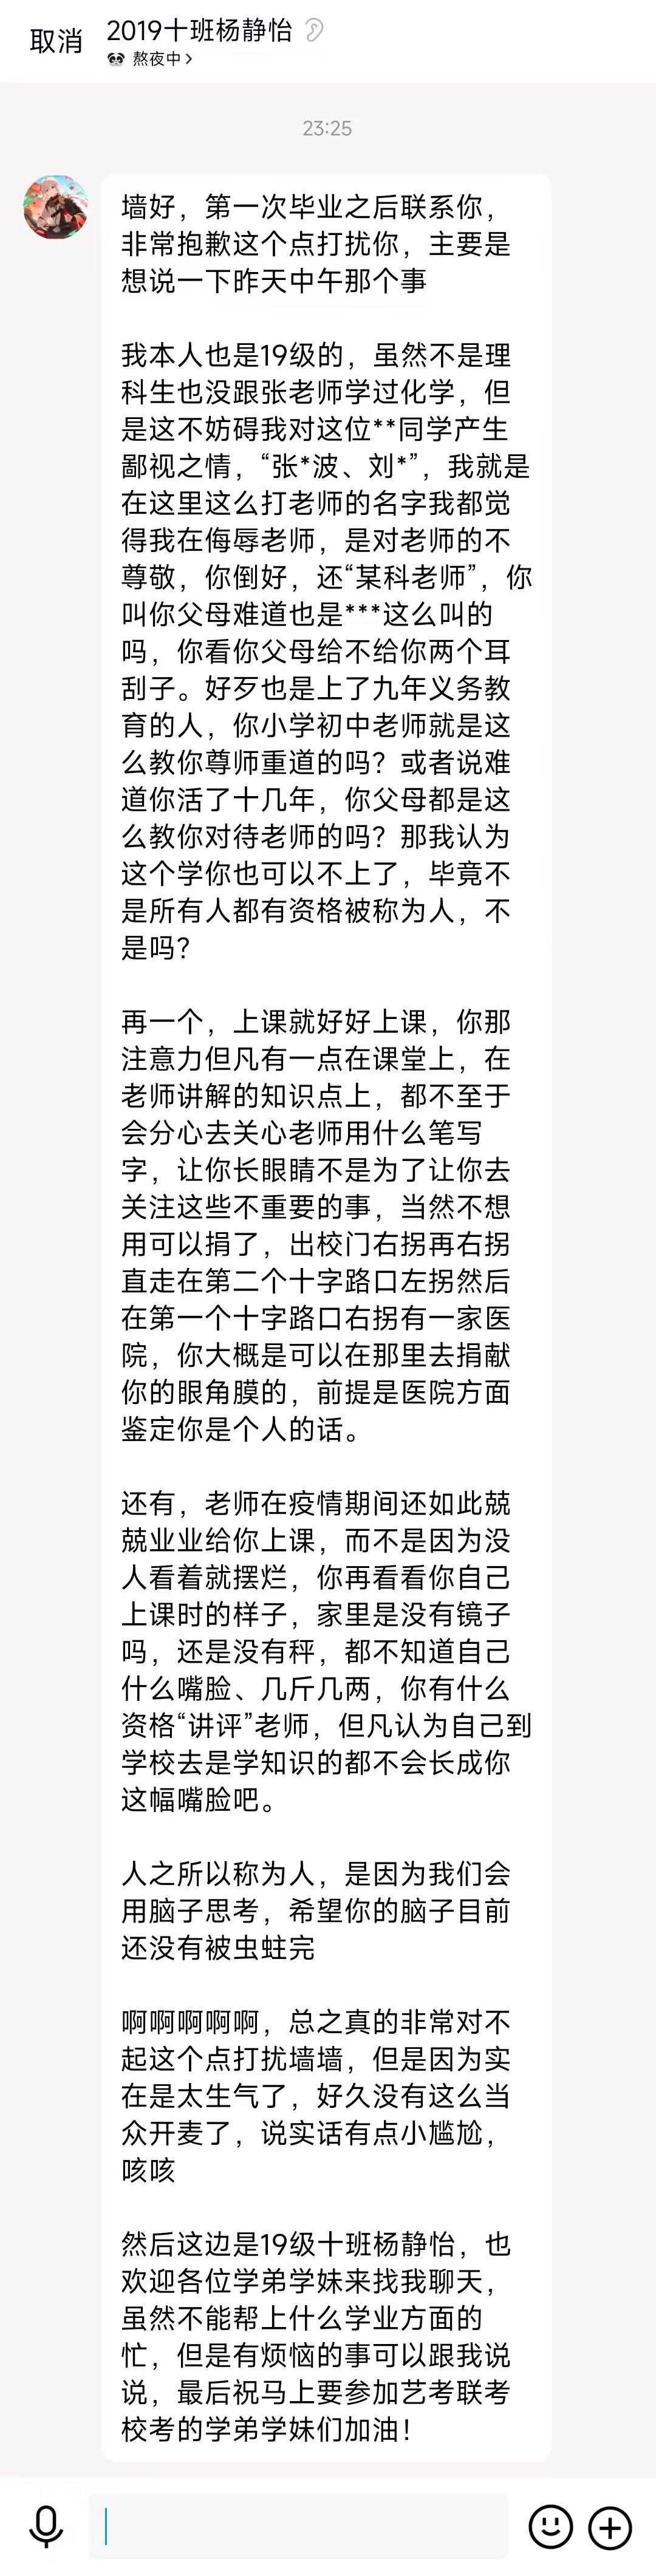 取消
2019十班杨静怡
熬夜中
23:25
墙好，第一次毕业之后联系你，
非常抱歉这个点打扰你，主要是
想说一下昨天中午那个事
我本人也是19级的，虽然不是理
科生也没跟张老师学过化学，但
是这不妨碍我对这位**同学产生
鄙视之情，“张*波、刘*”，我就是
在这里这么打老师的名字我都觉
得我在侮辱老师，是对老师的不
尊敬，你倒好，还“某科老师”，你
叫你父母难道也是***这么叫的
吗，你看你父母给不给你两个耳
刮子。好歹也是上了九年义务教
育的人，你小学初中老师就是这
么教你尊师重道的吗？或者说难
道你活了十几年，你父母都是这
么教你对待老师的吗？那我认为
这个学你也可以不上了，毕竟不
是所有人都有资格被称为人，不
是吗？
再一个，上课就好好上课，你那
注意力但凡有一点在课堂上，在
老师讲解的知识点上，都不至于
会分心去关心老师用什么笔写
字，让你长眼睛不是为了让你去
关注这些不重要的事，当然不想
用可以捐了，出校门右拐再右拐
直走在第二个十字路口左拐然后
在第一个十字路口右拐有一家医
院，你大概是可以在那里去捐献
你的眼角膜的，前提是医院方面
鉴定你是个人的话。
还有，老师在疫情期间还如此兢
兢业业给你上课，而不是因为没
人看着就摆烂，你再看看你自己
上课时的样子，家里是没有镜子
吗，还是没有秤，都不知道自己
什么嘴脸、几斤几两，你有什么
资格“讲评”老师，但凡认为自己到
学校去是学知识的都不会长成你
这幅嘴脸吧。
人之所以称为人，是因为我们会
用脑子思考，希望你的脑子目前
还没有被虫蛀完
啊啊啊啊啊，总之真的非常对不
起这个点打扰墙墙，但是因为实
在是太生气了，好久没有这么当
众开麦了，说实话有点小尴尬，
咳咳
然后这边是19级十班杨静怡，也
欢迎各位学弟学妹来找我聊天，
虽然不能帮上什么学业方面的
忙，但是有烦恼的事可以跟我说
说，最后祝马上要参加艺考联考
校考的学弟学妹们加油！